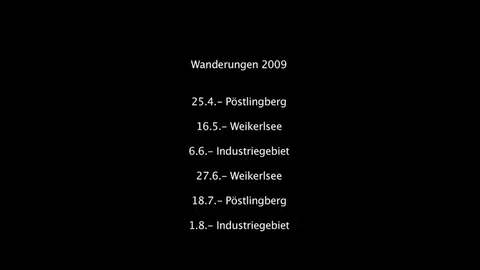 Wanderungen 2009
25.4.– Pöstlingberg
16.5.– Weikerlsee
6.6.– Industriegebiet
27.6.– Weikerlsee
18.7.– Pöstlingberg
1.8.– Industriegebiet